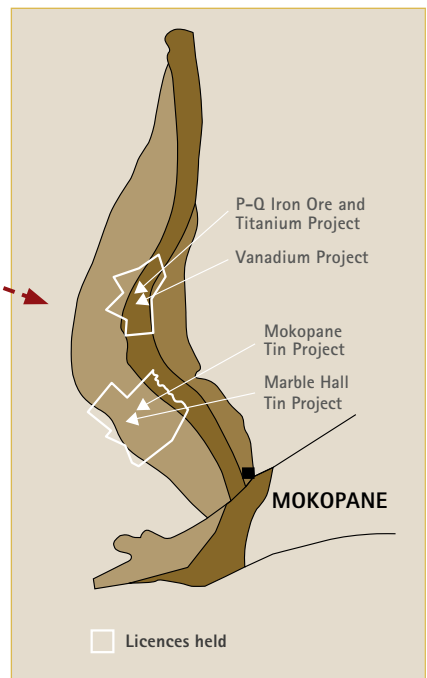 P-Q Iron Ore and
Titanium Project
Vanadium Project
Mokopane
Tin Project
Marble Hall
Tin Project
MOKOPANE
Licences held